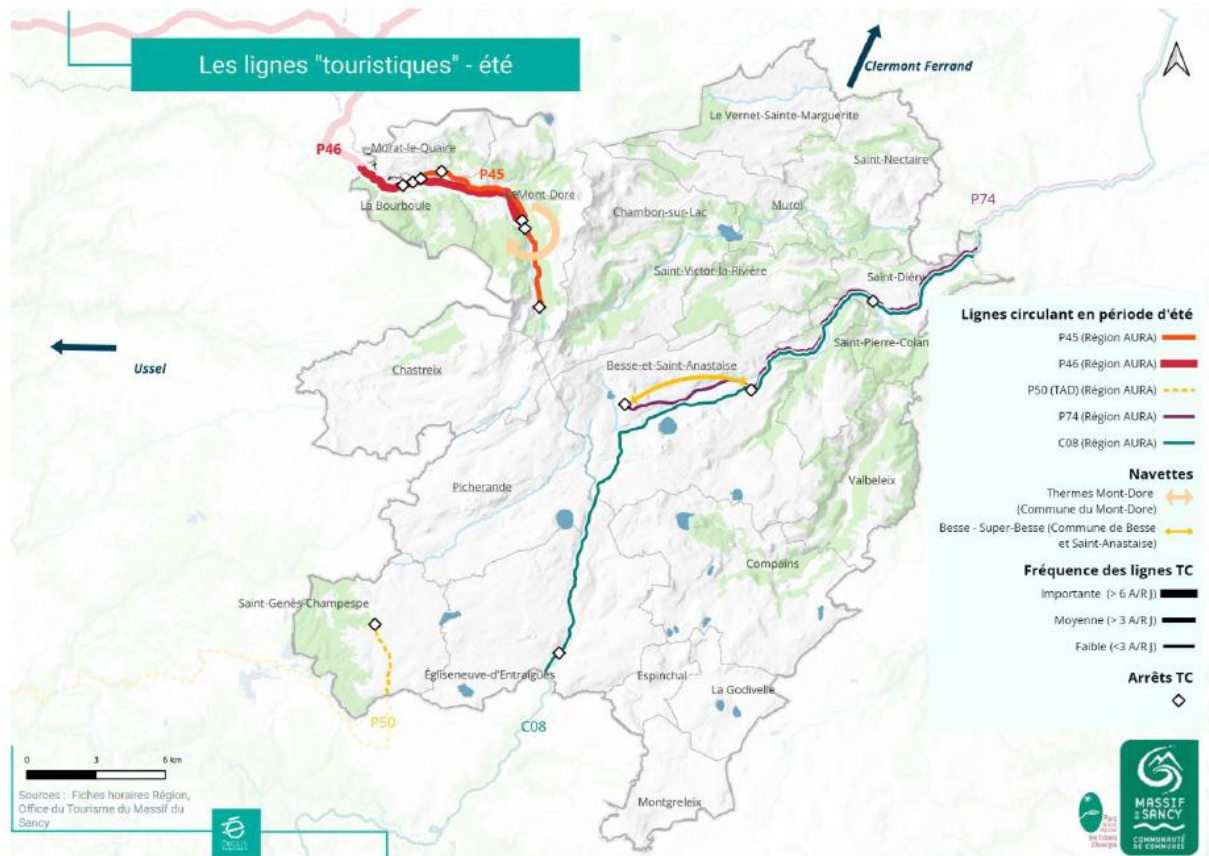 Les lignes "touristiques" - été
Clermont Ferrand
Le Vernet-Sainte-Marguerite
P46
Morat-le-Quaire
Saint-Nectaire
P45
Le Mont-Dore
La Bourboule
P74
Chambon-sur-Lac
Murol
Saint-Victor-la-Rivière
Saint-Diéry
Ussel
Chastreix
Besse-et-Saint-Anastaise
Saint-Pierre-Colan
Picherande
Valbeleix
Compains
Saint-Genès-Champespe
Égliseneuve-d'Entraigues
Espinchal
La Godivelle
P50
C08
Montgreleix
Lignes circulant en période d'été
P45 (Région AURA)
P46 (Région AURA)
P50 (TAD) (Région AURA)
P74 (Région AURA)
C08 (Région AURA)
Navettes
Thermes Mont-Dore
(Commune du Mont-Dore)
Besse - Super-Besse (Commune de Besse
et Saint-Anastaise)
Fréquence des lignes TC
Importante (> 6 A/R J)
Moyenne (> 3 A/R J)
Faible (<3 A/R J)
Arrêts TC
0 3 6 km
Sources : Fiches horaires Région,
Office du Tourisme du Massif du
Sancy
Parc
MASSIF
DU
SANCY
COMMUNAUTÉ
DE COMMUNES